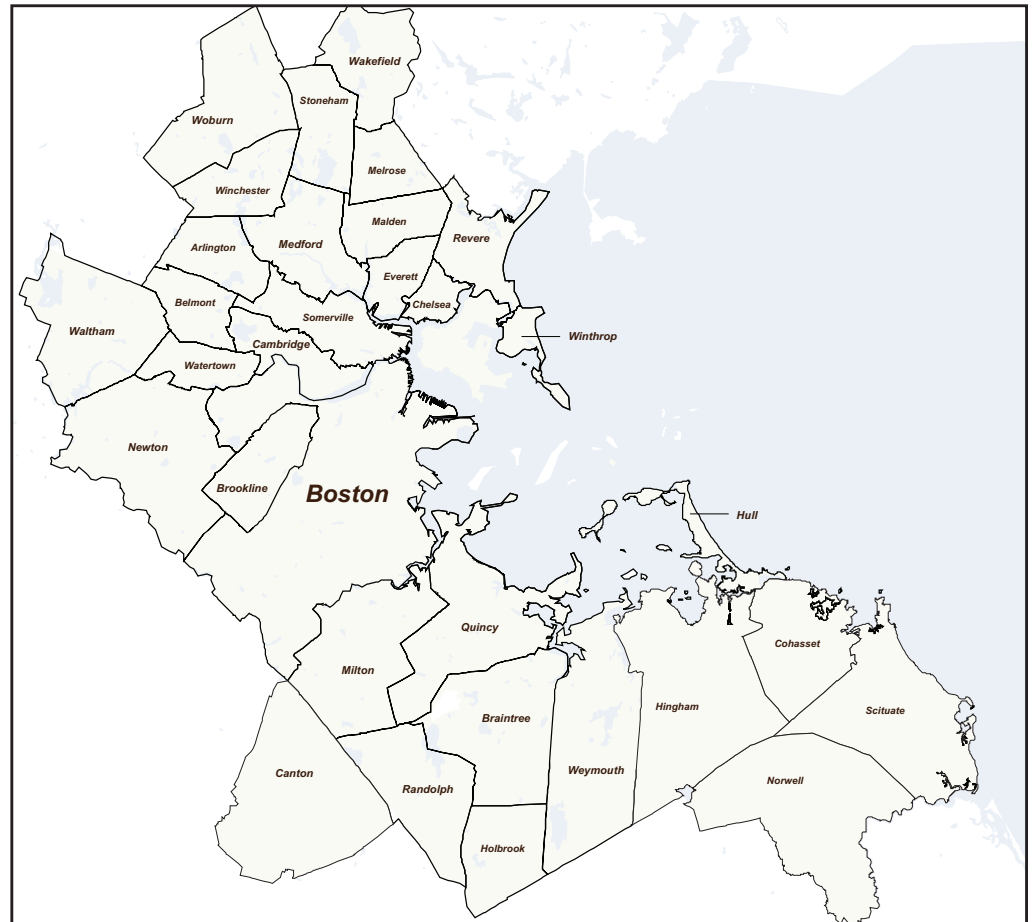 Wakefield
Stoneham
Woburn
Melrose
Winchester
Malden
Revere
Medford
Arlington
Everett
Belmont
Chelsea
Somerville
Waltham
Winthrop
Cambridge
Watertown
Newton
Brookline
Boston
Hull
Quincy
Cohasset
Milton
Hingham
Scituate
Braintree
Weymouth
Canton
Norwell
Randolph
Holbrook